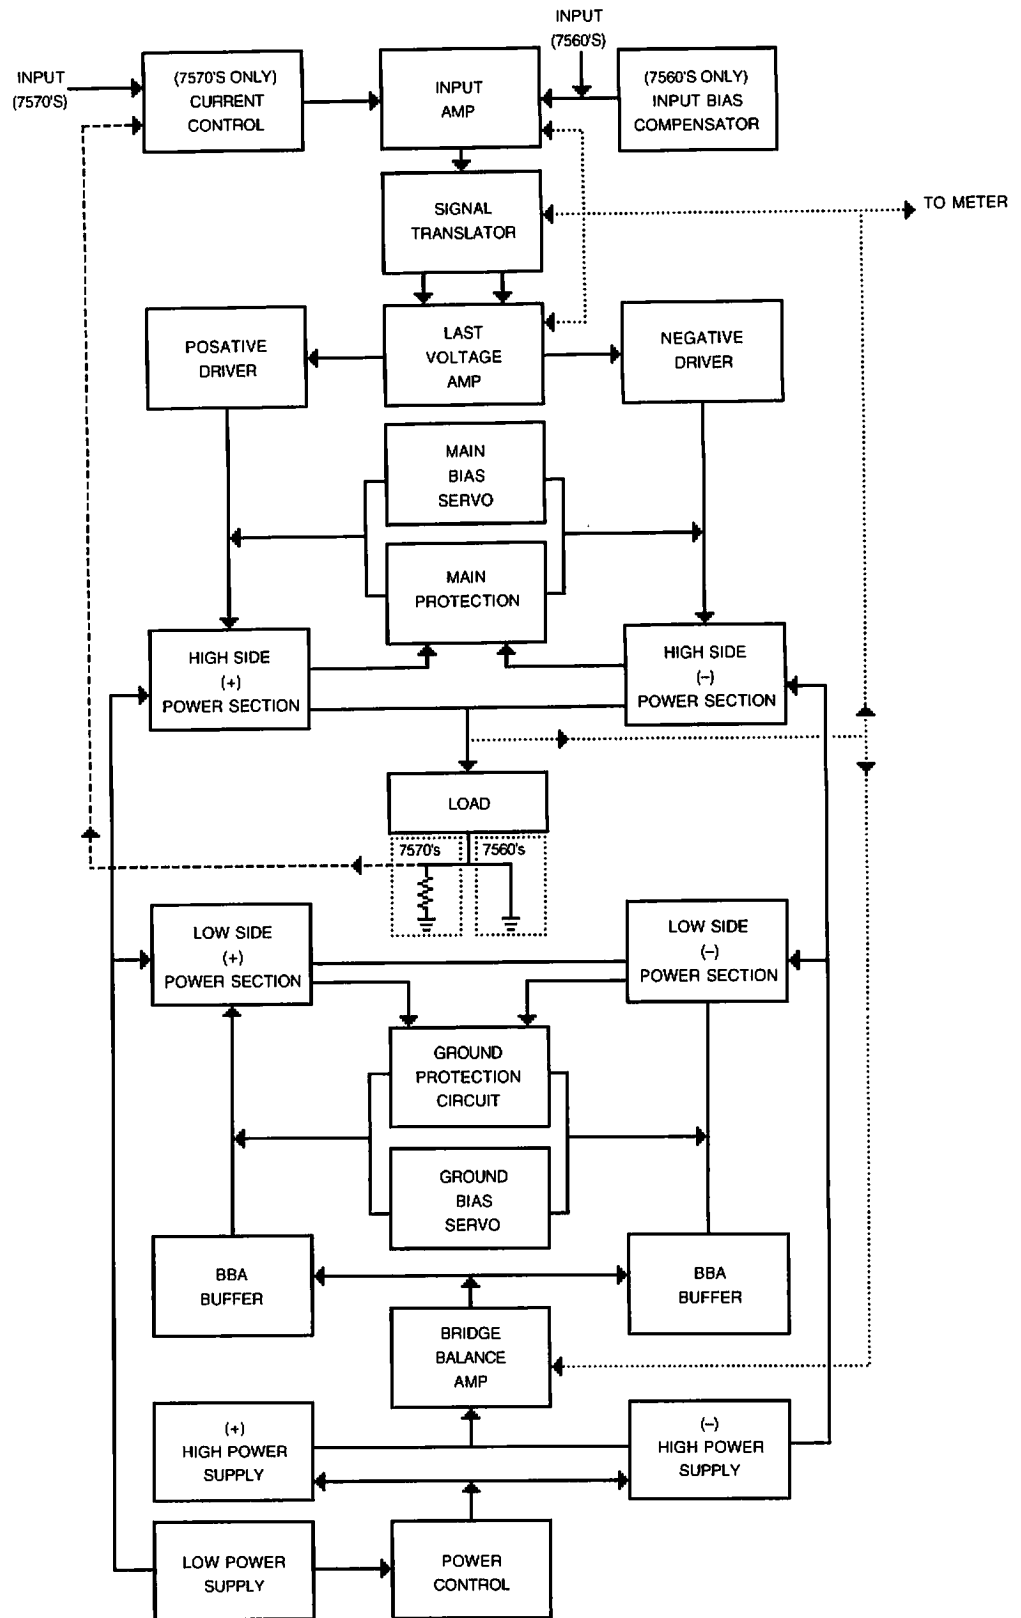 INPUT
(7560'S)
INPUT
(7570'S)
(7570'S ONLY)
CURRENT
CONTROL
INPUT
AMP
(7560'S ONLY)
INPUT BIAS
COMPENSATOR
SIGNAL
TRANSLATOR
TO METER
POSATIVE
DRIVER
LAST
VOLTAGE
AMP
NEGATIVE
DRIVER
MAIN
BIAS
SERVO
MAIN
PROTECTION
HIGH SIDE
(+)
POWER SECTION
HIGH SIDE
(–)
POWER SECTION
LOAD
7570's
7560's
LOW SIDE
(+)
POWER SECTION
LOW SIDE
(–)
POWER SECTION
GROUND
PROTECTION
CIRCUIT
GROUND
BIAS
SERVO
BBA
BUFFER
BBA
BUFFER
BRIDGE
BALANCE
AMP
(+)
HIGH POWER
SUPPLY
(–)
HIGH POWER
SUPPLY
LOW POWER
SUPPLY
POWER
CONTROL